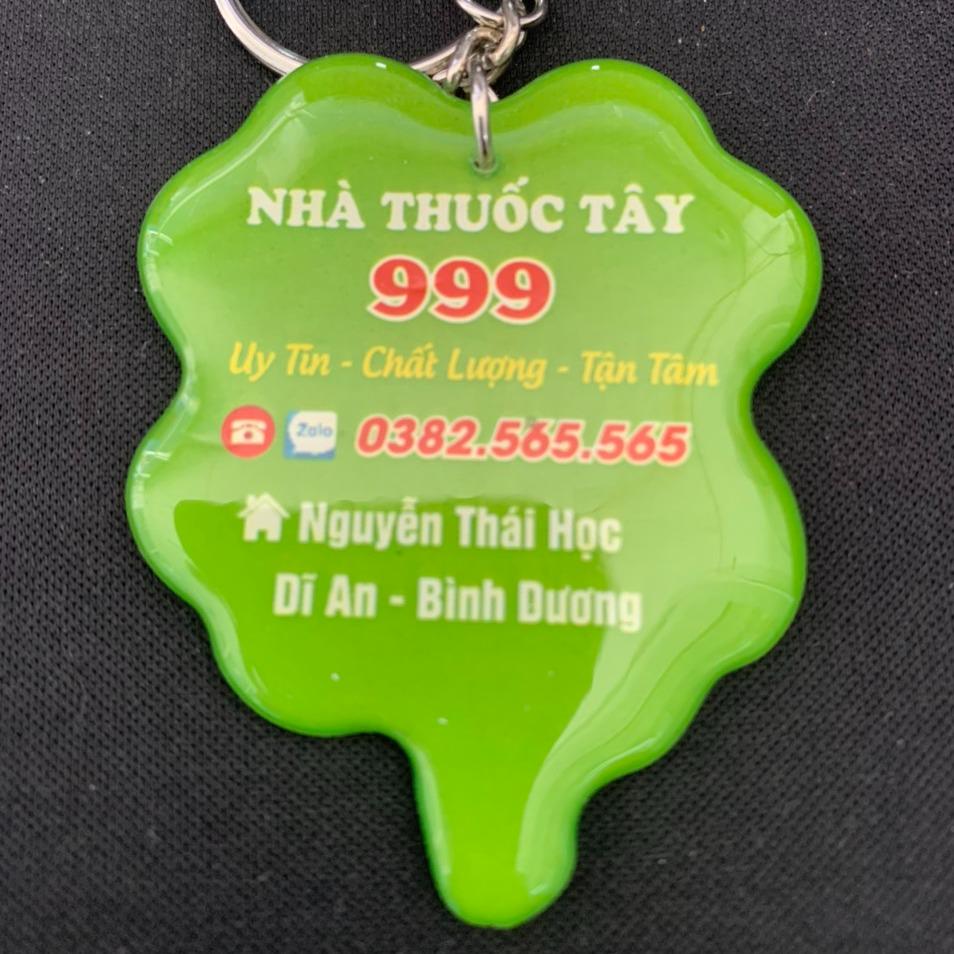 NHÀ THUỐC TÂY
999
Uy Tín - Chất Lượng - Tận Tâm
Zalo 0382.565.565
Nguyễn Thái Học
Dĩ An - Bình Dương